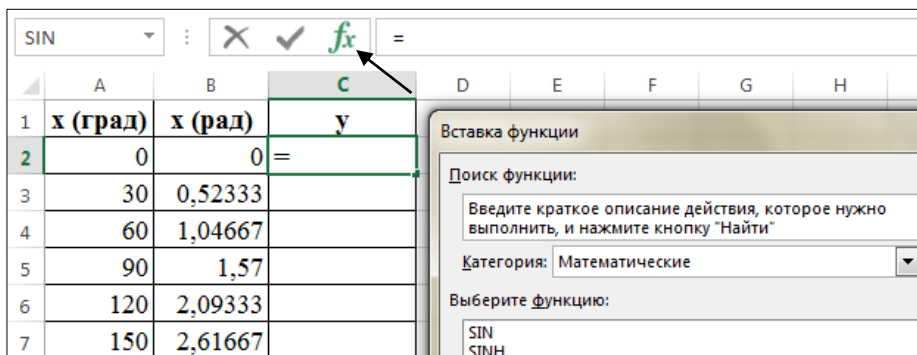 SIN fx =
A B C D E F G H
1 x (град) x (рад) y
2 0 0 =
3 30 0,52333
4 60 1,04667
5 90 1,57
6 120 2,09333
7 150 2,61667
Вставка функции
Поиск функции:
Введите краткое описание действия, которое нужно
выполнить, и нажмите кнопку "Найти"
Категория: Математические
Выберите функцию:
SIN
SINH